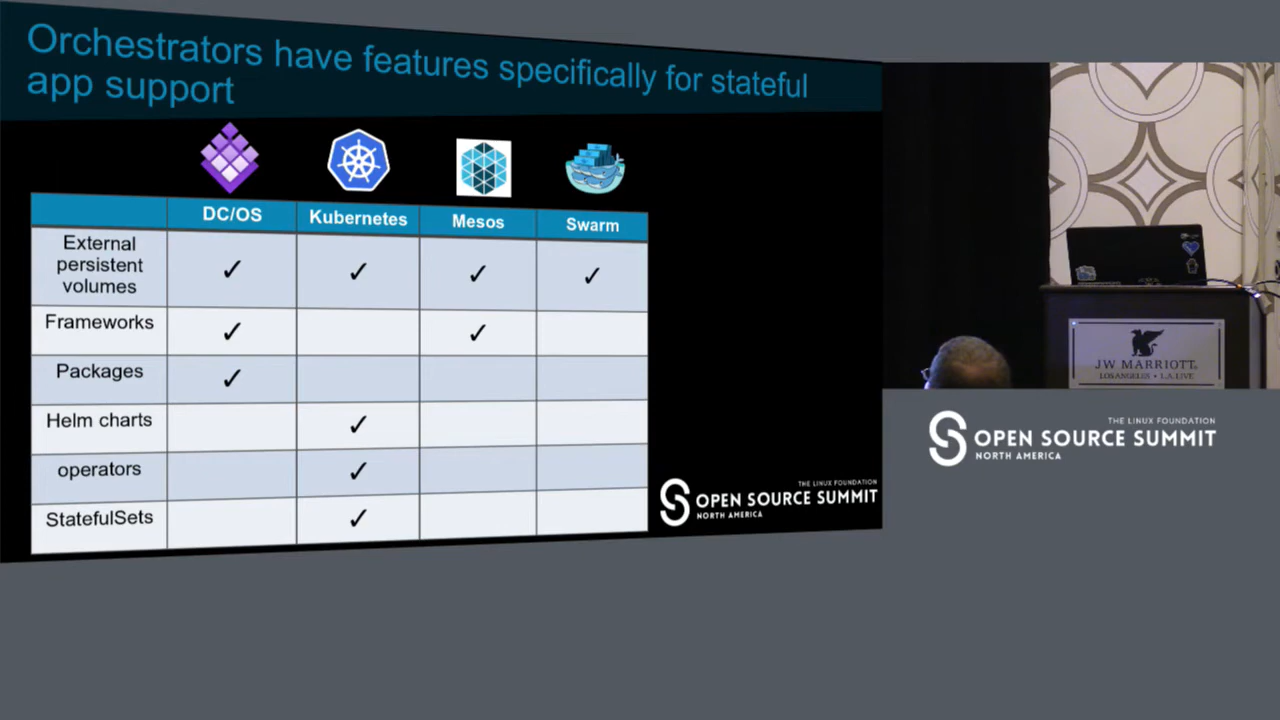 Orchestrators have features specifically for stateful
app support
DC/OS
Kubernetes
Mesos
Swarm
External
persistent
volumes
✓
✓
✓
✓
Frameworks
✓
✓
Packages
✓
Helm charts
✓
operators
✓
StatefulSets
✓
THE LINUX FOUNDATION
OPEN SOURCE SUMMIT
NORTH AMERICA
JW MARRIOTT
LOS ANGELES • L.A. LIVE
THE LINUX FOUNDATION
OPEN SOURCE SUMMIT
NORTH AMERICA